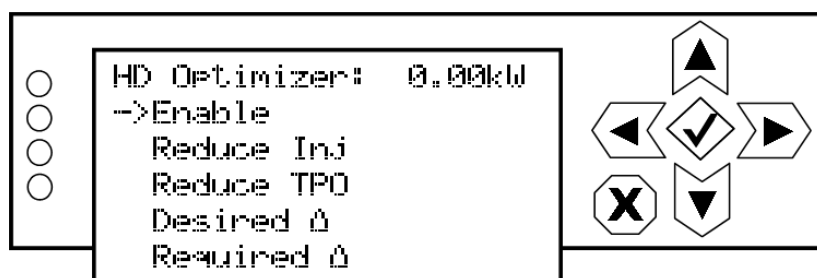 HD Optimizer: 0.00kW
->Enable
Reduce Inj
Reduce TPO
Desired Δ
Required Δ